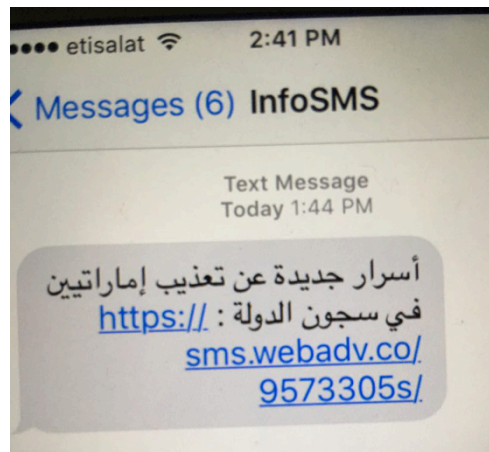 etisalat 2:41 PM
Messages (6) InfoSMS
Text Message
Today 1:44 PM
أسرار جديدة عن تعذيب إماراتيين
في سجون الدولة : https://
sms.webadv.co/
9573305s/